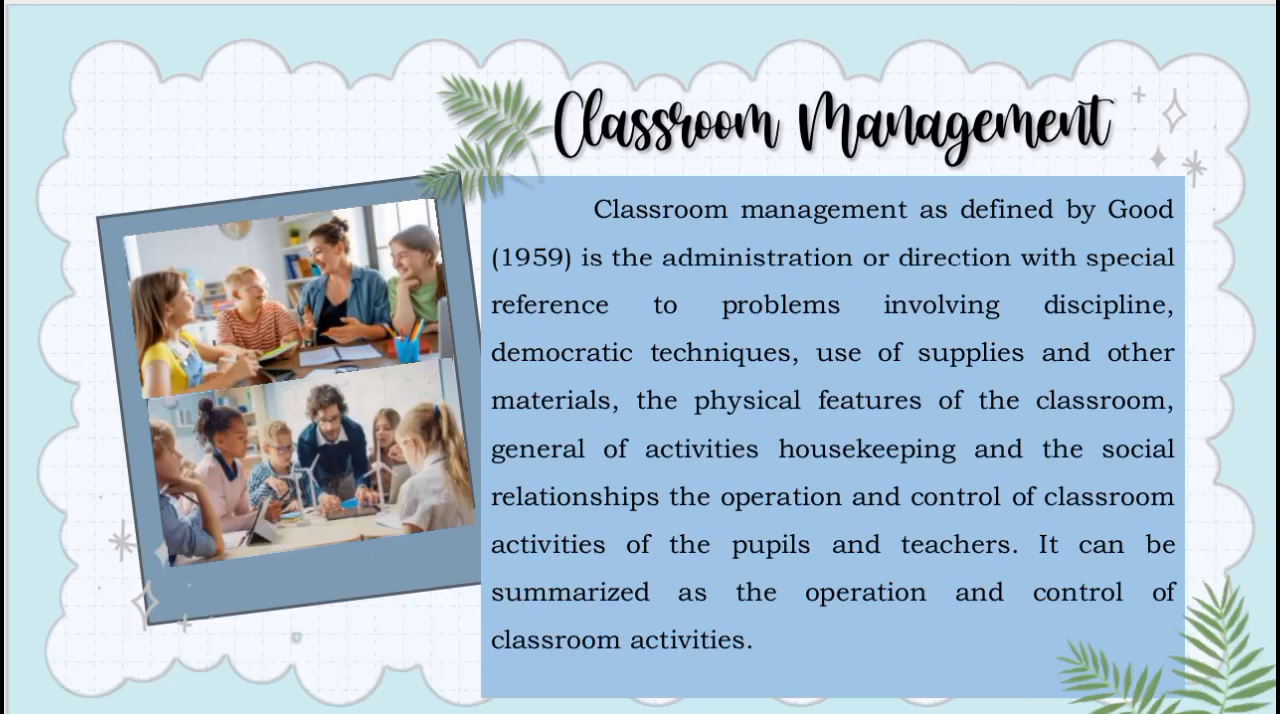 Classroom Management
Classroom management as defined by Good
(1959) is the administration or direction with special
reference to problems involving discipline,
democratic techniques, use of supplies and other
materials, the physical features of the classroom,
general of activities housekeeping and the social
relationships the operation and control of classroom
activities of the pupils and teachers. It can be
summarized as the operation and control of
classroom activities.